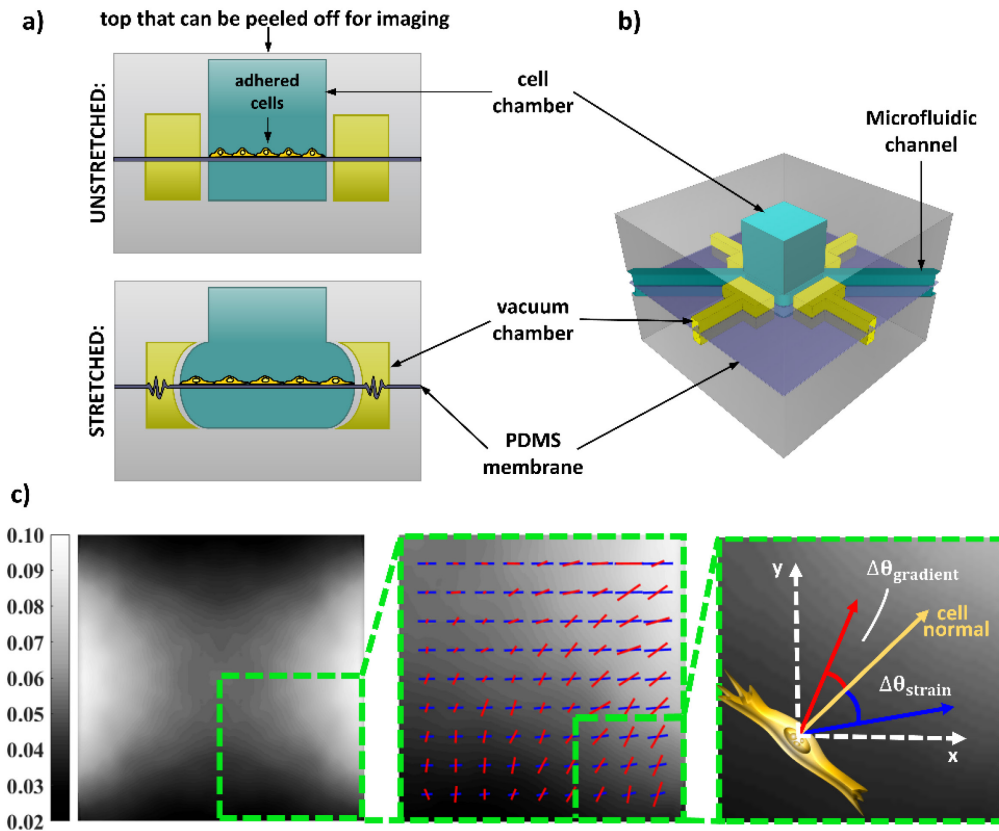 a)
top that can be peeled off for imaging
b)
UNSTRETCHED:
adhered
cells
cell
chamber
Microfluidic
channel
STRETCHED:
vacuum
chamber
PDMS
membrane
c)
0.10
0.09
0.08
0.07
0.06
0.05
0.04
0.03
0.02
y
Δθgradient
cell
normal
Δθstrain
x